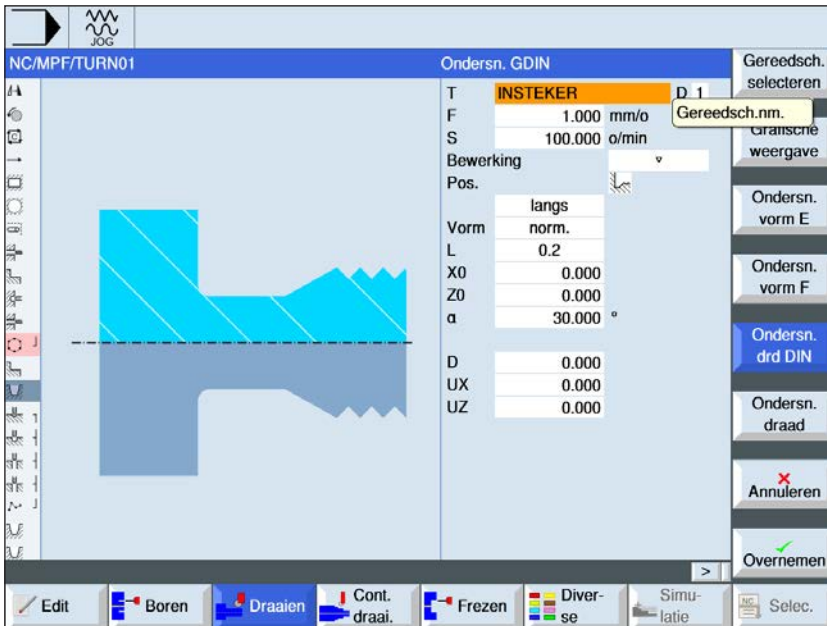 JOG
NC/MPF/TURN01
Ondersn. GDIN
T INSTEKER D 1
F 1.000 mm/o
S 100.000 o/min
Bewerking ▿
Pos.
langs
Vorm norm.
L 0.2
X0 0.000
Z0 0.000
α 30.000 °
D 0.000
UX 0.000
UZ 0.000
Gereedsch.nm.
Gereedsch.
selecteren
Grafische
weergave
Ondersn.
vorm E
Ondersn.
vorm F
Ondersn.
drd DIN
Ondersn.
draad
Annuleren
Overnemen
>
Edit
Boren
Draaien
Cont.
draai.
Frezen
Diver-
se
Simu-
latie
NC
Selec.